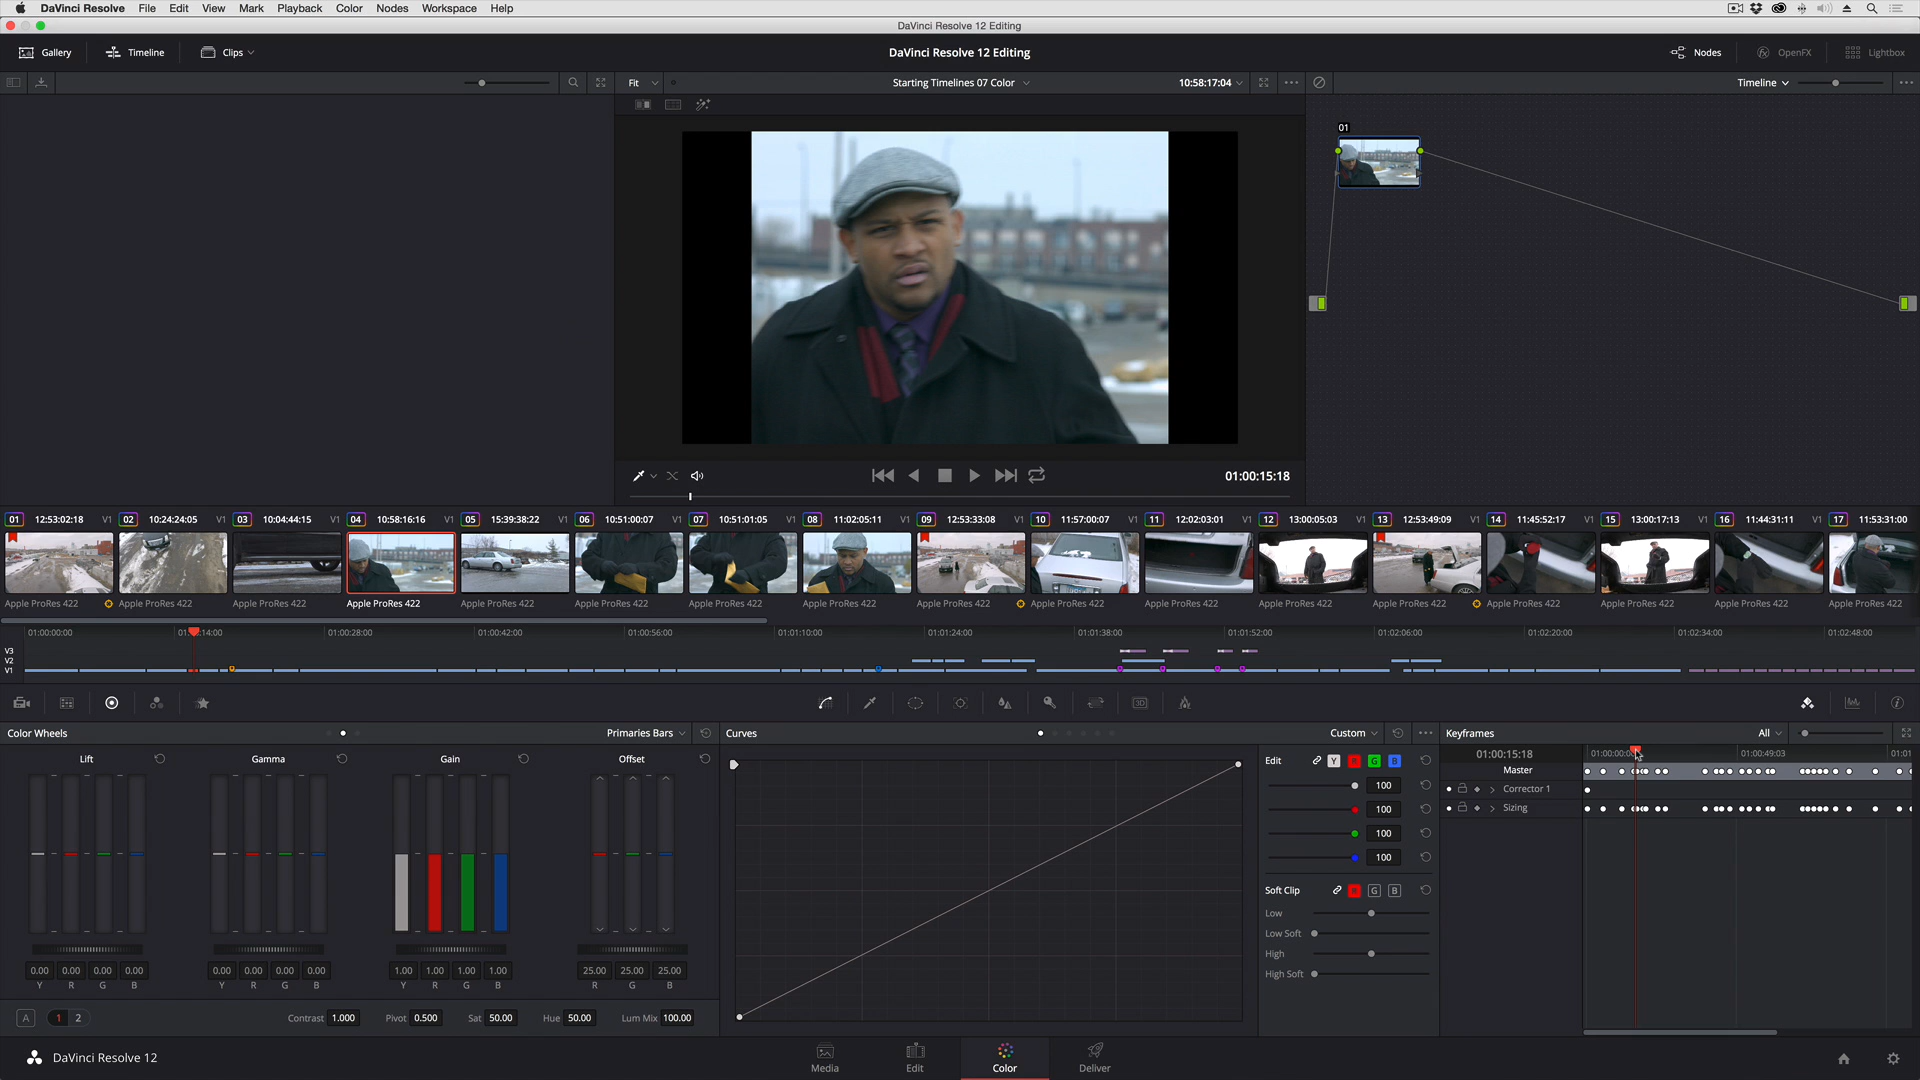 DaVinci Resolve File Edit View Mark Playback Color Nodes Workspace Help
DaVinci Resolve 12 Editing
Gallery Timeline Clips DaVinci Resolve 12 Editing Nodes OpenFX Lightbox
Fit Starting Timelines 07 Color 10:58:17:04 Timeline
01
01:00:15:18
01 12:53:02:18 V1 02 10:24:24:05 V1 03 10:04:44:15 V1 04 10:58:16:16 V1 05 15:39:38:22 V1 06 10:51:00:07 V1 07 10:51:01:05 V1 08 11:02:05:11 V1 09 12:53:33:08 V1 10 11:57:00:07 V1 11 12:02:03:01 V1 12 13:00:05:03 V1 13 12:53:49:09 V1 14 11:45:52:17 V1 15 13:00:17:13 V1 16 11:44:31:11 V1 17 11:53:31:00
Apple ProRes 422 Apple ProRes 422 Apple ProRes 422 Apple ProRes 422 Apple ProRes 422 Apple ProRes 422 Apple ProRes 422 Apple ProRes 422 Apple ProRes 422 Apple ProRes 422 Apple ProRes 422 Apple ProRes 422 Apple ProRes 422 Apple ProRes 422 Apple ProRes 422 Apple ProRes 422 Apple ProRes 422
01:00:00:00 14:00 01:00:28:00 01:00:42:00 01:00:56:00 01:01:10:00 01:01:24:00 01:01:38:00 01:01:52:00 01:02:06:00 01:02:20:00 01:02:34:00 01:02:48:00
V3
V2
V1
Color Wheels Primaries Bars Curves Custom Keyframes All
Lift Gamma Gain Offset
Edit Y R G B
100
100
100
100
Soft Clip R G B
Low
Low Soft
High
High Soft
01:00:15:18 01:00:00: 01:00:49:03 01:01
Master
Corrector 1
Sizing
0.00 0.00 0.00 0.00 0.00 0.00 0.00 0.00 1.00 1.00 1.00 1.00 25.00 25.00 25.00
Y R G B Y R G B Y R G B R G B
A 1 2 Contrast 1.000 Pivot 0.500 Sat 50.00 Hue 50.00 Lum Mix 100.00
DaVinci Resolve 12 Media Edit Color Deliver